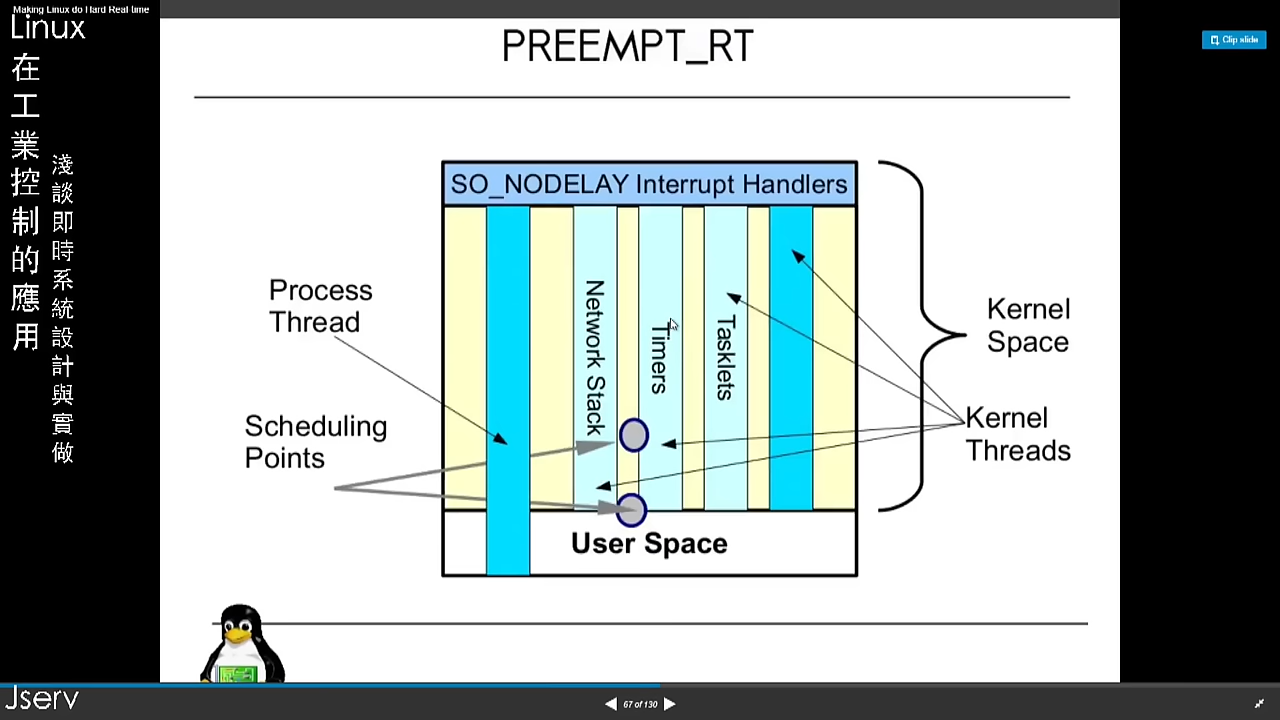 Making Linux do Hard Real-time
Linux
在工業控制的應用
淺談即時系統設計與實做
Clip slide
PREEMPT_RT
SO_NODELAY Interrupt Handlers
Process
Thread
Scheduling
Points
Network Stack
Timers
Tasklets
Kernel
Space
Kernel
Threads
User Space
Jserv
67 of 130